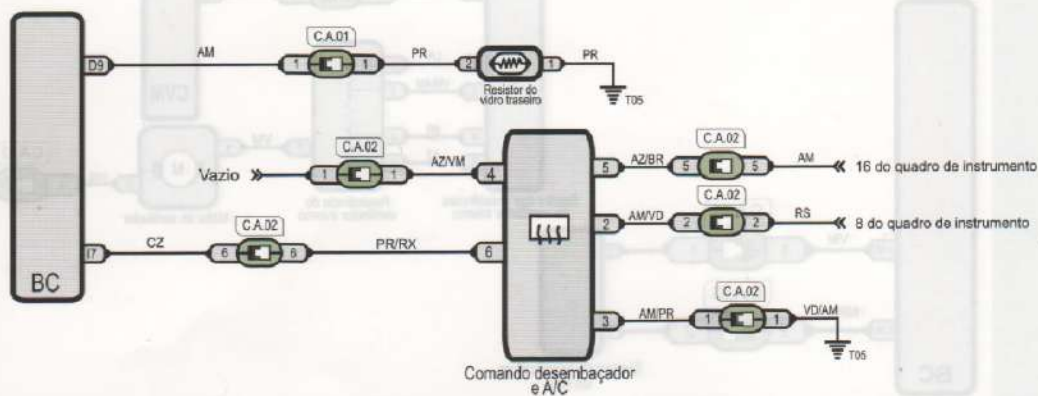 C.A.01
D9 AM 1 1 PR 2 1 PR
Resistor do
vidro traseiro
T05
C.A.02
Vazio 1 1 AZ/VM 4
C.A.02
5 AZ/BR 5 5 AM 16 do quadro de instrumento
C.A.02
2 AM/VD 2 2 RS 8 do quadro de instrumento
C.A.02
I7 CZ 6 6 PR/RX 6
BC
C.A.02
3 AM/PR 1 1 VD/AM
T05
Comando desembaçador
e A/C